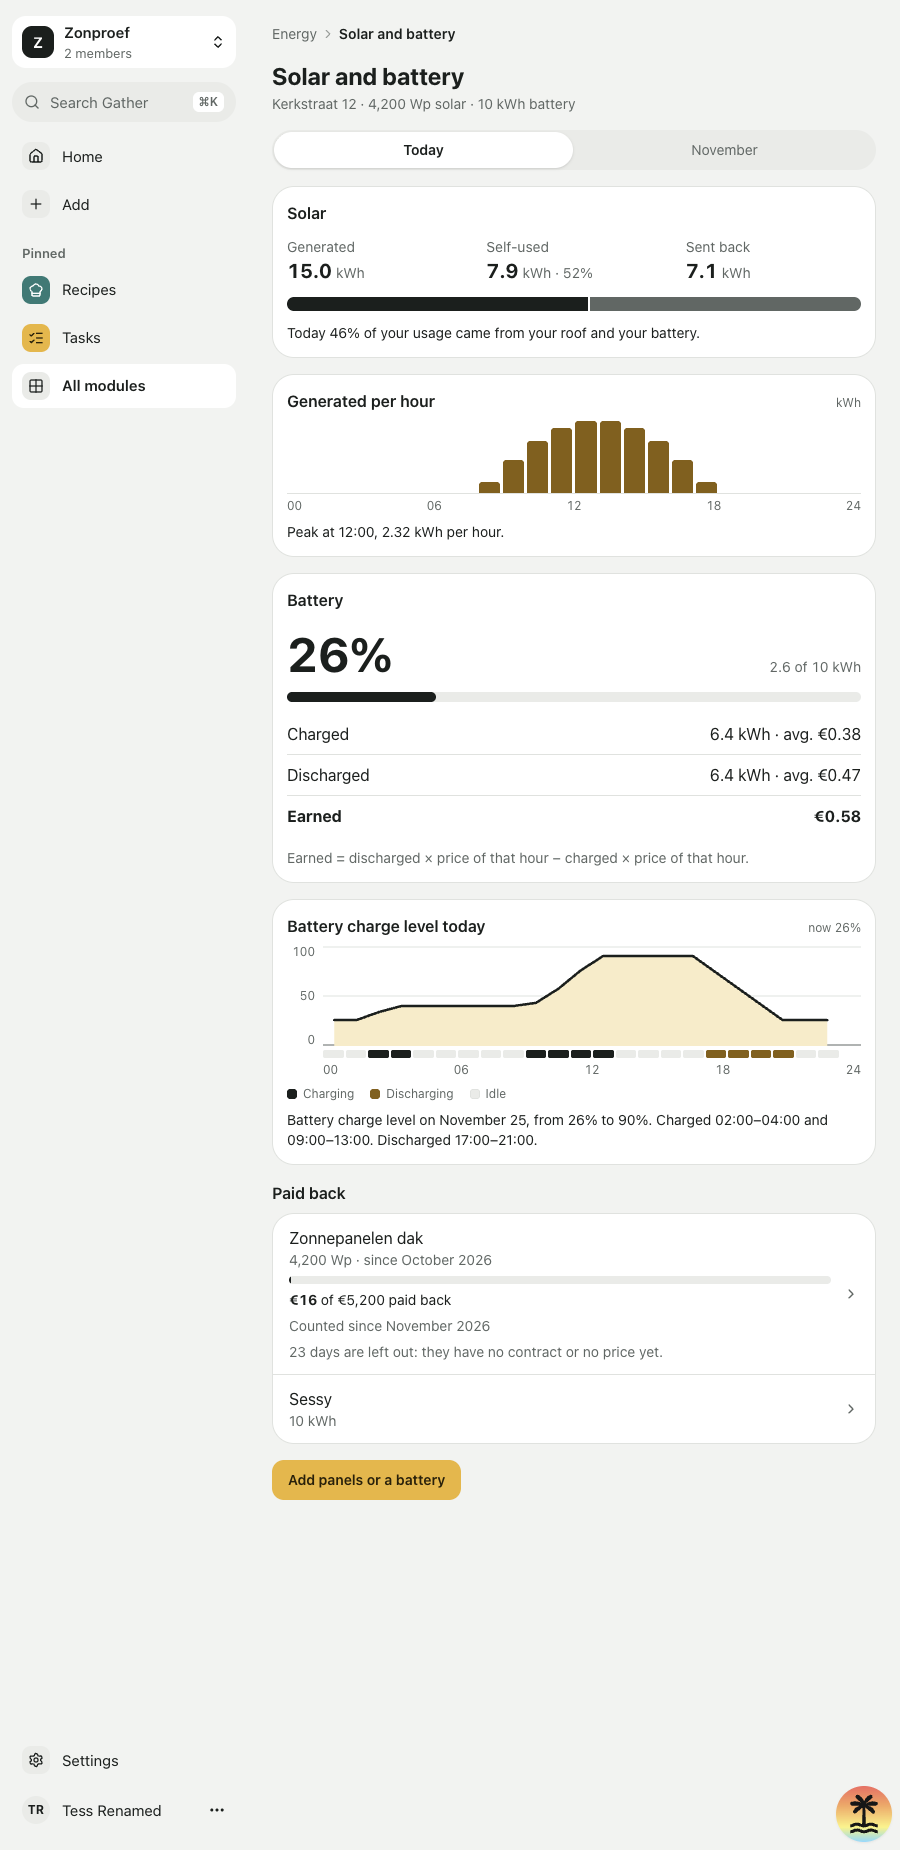 Z
Zonproef
2 members
Search Gather
⌘K
Home
Add
Pinned
Recipes
Tasks
All modules
Settings
TR
Tess Renamed
Energy
Solar and battery
Solar and battery
Kerkstraat 12 · 4,200 Wp solar · 10 kWh battery
Today
November
Solar
Generated
15.0 kWh
Self-used
7.9 kWh · 52%
Sent back
7.1 kWh
Today 46% of your usage came from your roof and your battery.
Generated per hour
kWh
00 06 12 18 24
Peak at 12:00, 2.32 kWh per hour.
Battery
26%
2.6 of 10 kWh
Charged 6.4 kWh · avg. €0.38
Discharged 6.4 kWh · avg. €0.47
Earned €0.58
Earned = discharged × price of that hour − charged × price of that hour.
Battery charge level today
now 26%
100
50
0
00 06 12 18 24
Charging Discharging Idle
Battery charge level on November 25, from 26% to 90%. Charged 02:00–04:00 and
09:00–13:00. Discharged 17:00–21:00.
Paid back
Zonnepanelen dak
4,200 Wp · since October 2026
€16 of €5,200 paid back
Counted since November 2026
23 days are left out: they have no contract or no price yet.
Sessy
10 kWh
Add panels or a battery